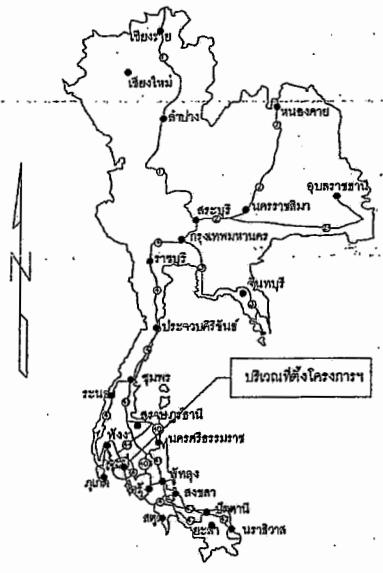 เชียงราย
เชียงใหม่
หนองคาย
ลำปาง
อุบลราชธานี
นครราชสีมา
สระบุรี
กรุงเทพมหานคร
N
ราชบุรี
จันทบุรี
ประจวบคีรีขันธ์
ชุมพร
บริเวณที่ตั้งโครงการฯ
ระนอง
สุราษฎร์ธานี
พังงา
นครศรีธรรมราช
ภูเก็ต
พัทลุง
สงขลา
ปัตตานี
สตูล
ยะลา
นราธิวาส